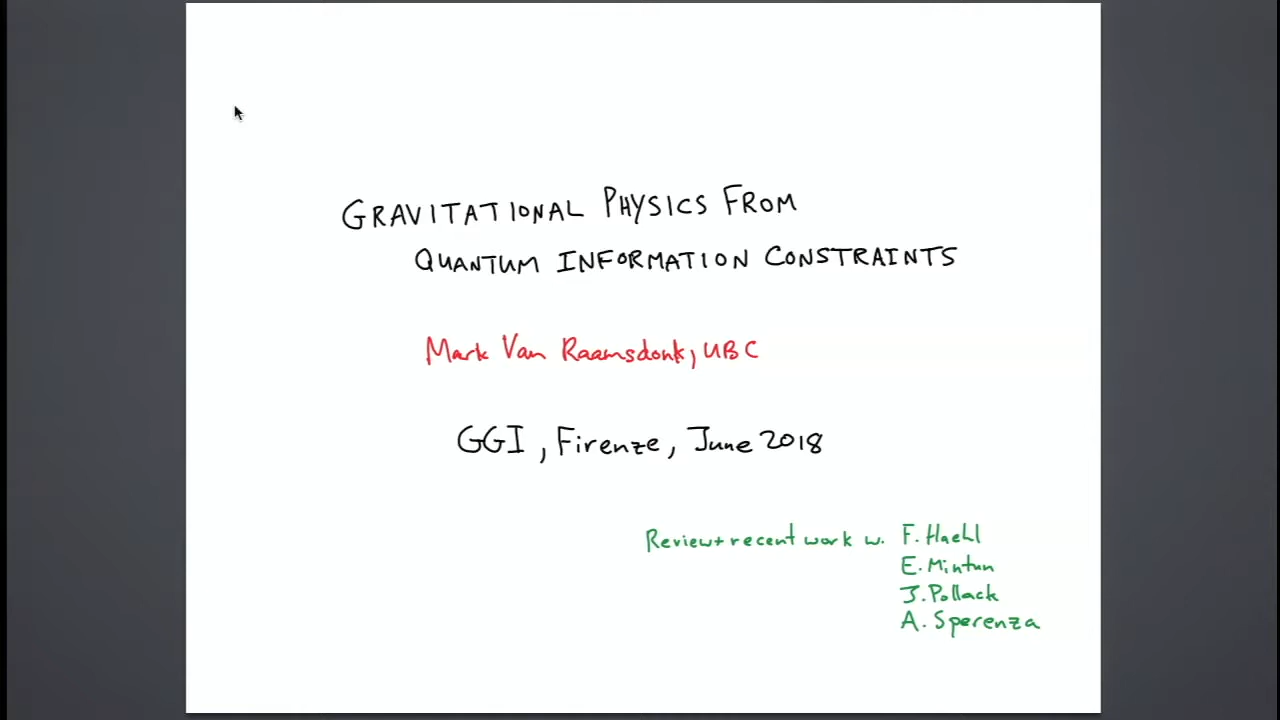 GRAVITATIONAL PHYSICS FROM
QUANTUM INFORMATION CONSTRAINTS
Mark Van Raamsdonk, UBC
GGI, Firenze, June 2018
Review + recent work w. F. Haehl
E. Mintun
J. Pollack
A. Sperenza